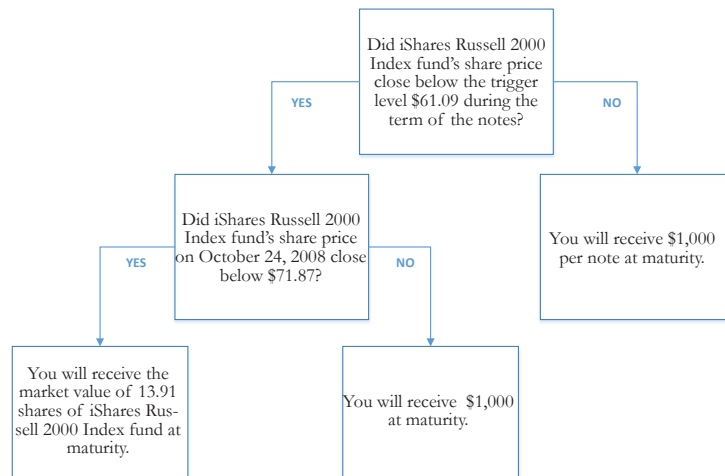 Did iShares Russell 2000
Index fund's share price
close below the trigger
level $61.09 during the
term of the notes?
YES
NO
Did iShares Russell 2000
Index fund's share price
on October 24, 2008 close
below $71.87?
You will receive $1,000
per note at maturity.
YES
NO
You will receive the
market value of 13.91
shares of iShares Rus-
sell 2000 Index fund at
maturity.
You will receive $1,000
at maturity.